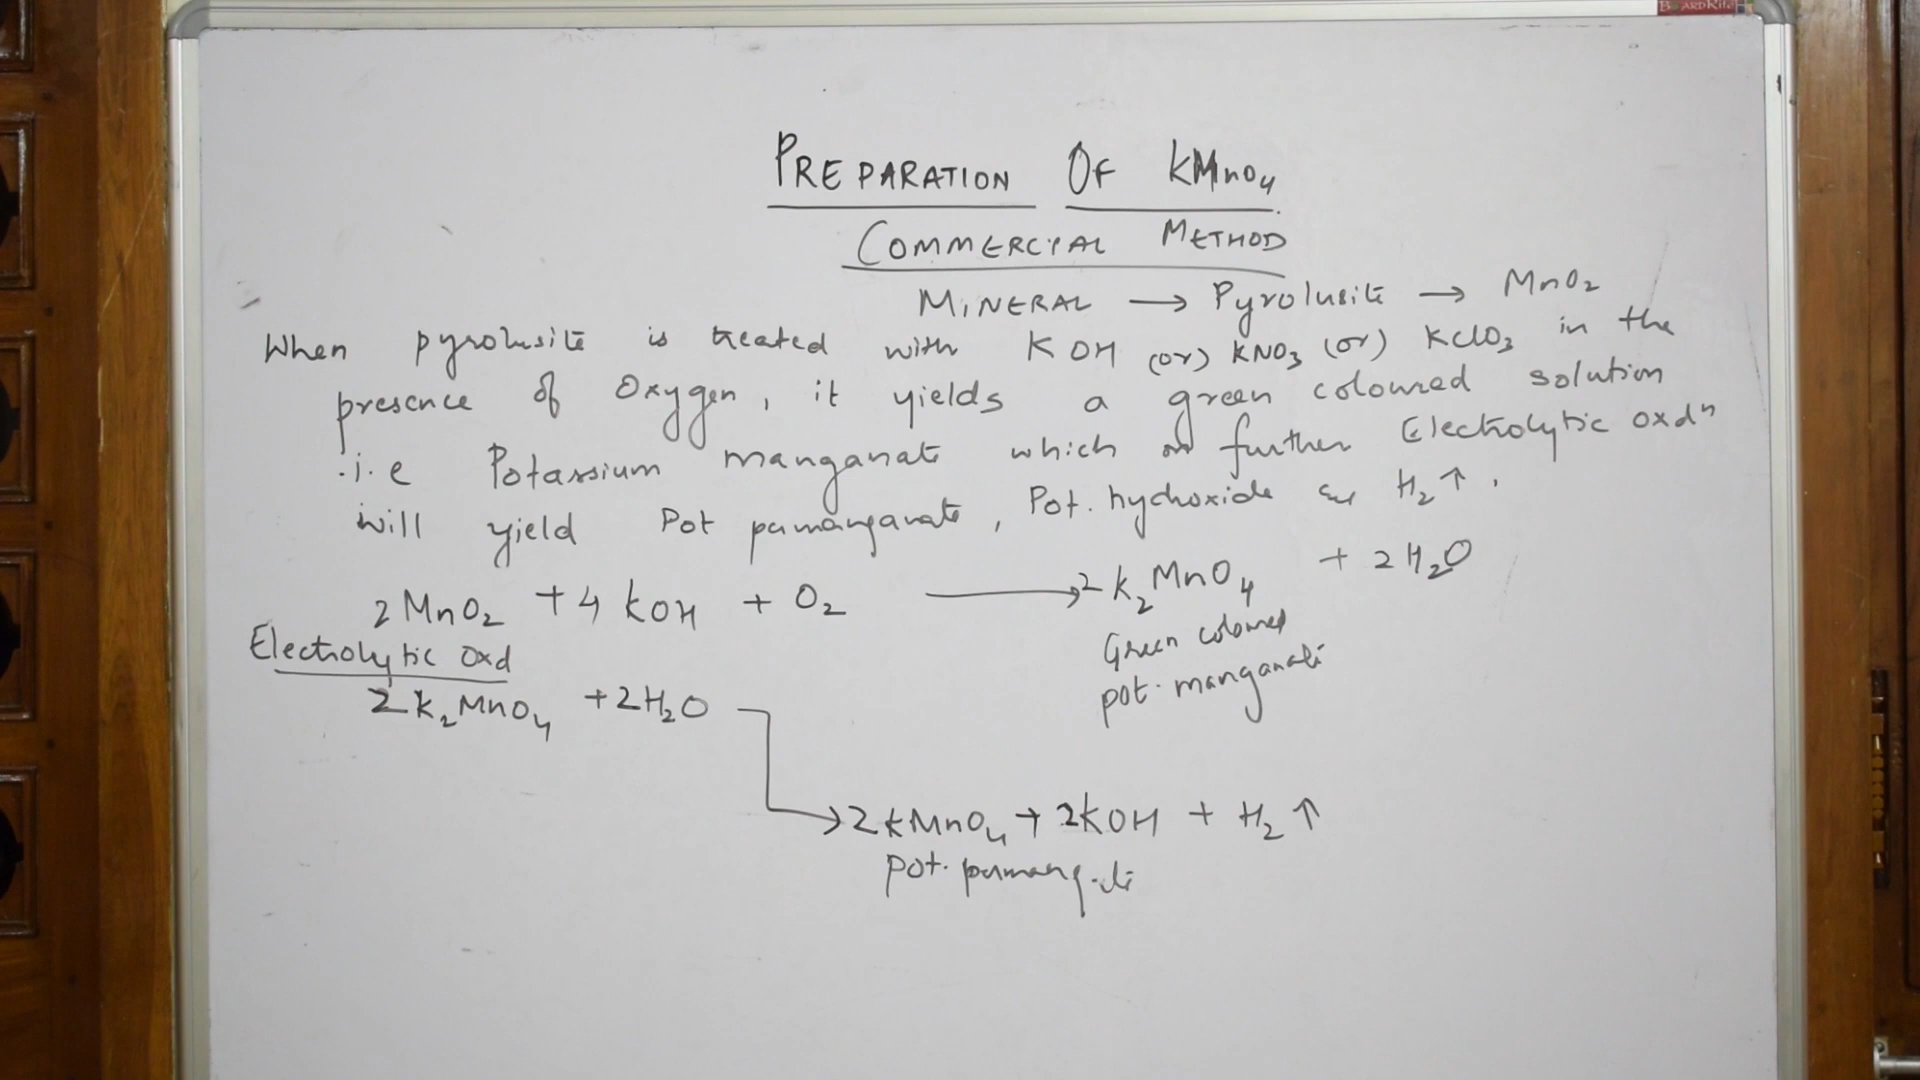 BOARDKite
PREPARATION OF KMnO4
COMMERCIAL METHOD
MINERAL → Pyrolusite → MnO2
When pyrolusite is treated with KOH (or) KNO3 (or) KClO3 in the
presence of Oxygen, it yields a green coloured solution
.i.e Potassium manganate which on further Electrolytic oxdn
will yield Pot permanganate, Pot. hydroxide & H2↑.
2MnO2 + 4KOH + O2 → 2K2MnO4 + 2H2O
Green coloured
pot. manganate
Electrolytic Oxd
2K2MnO4 + 2H2O
→ 2KMnO4 + 2KOH + H2↑
Pot.